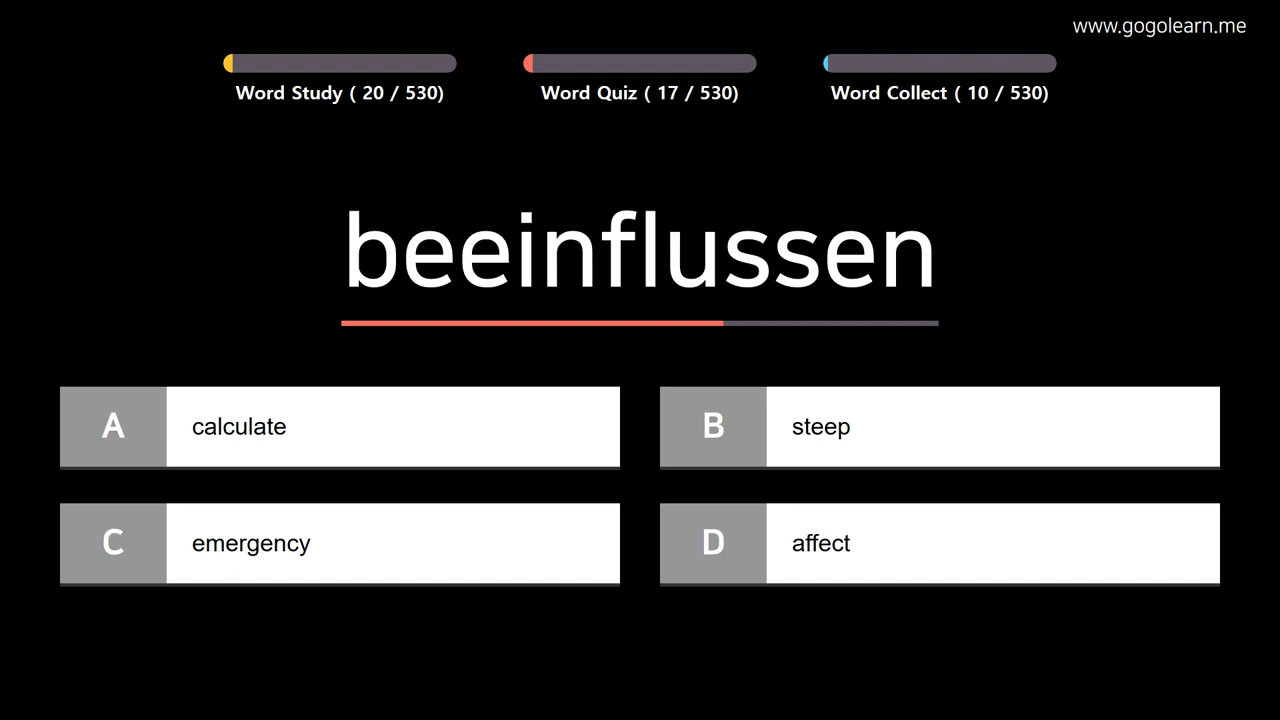 www.gogolearn.me
Word Study ( 20 / 530)
Word Quiz ( 17 / 530)
Word Collect ( 10 / 530)
beeinflussen
A calculate
B steep
C emergency
D affect